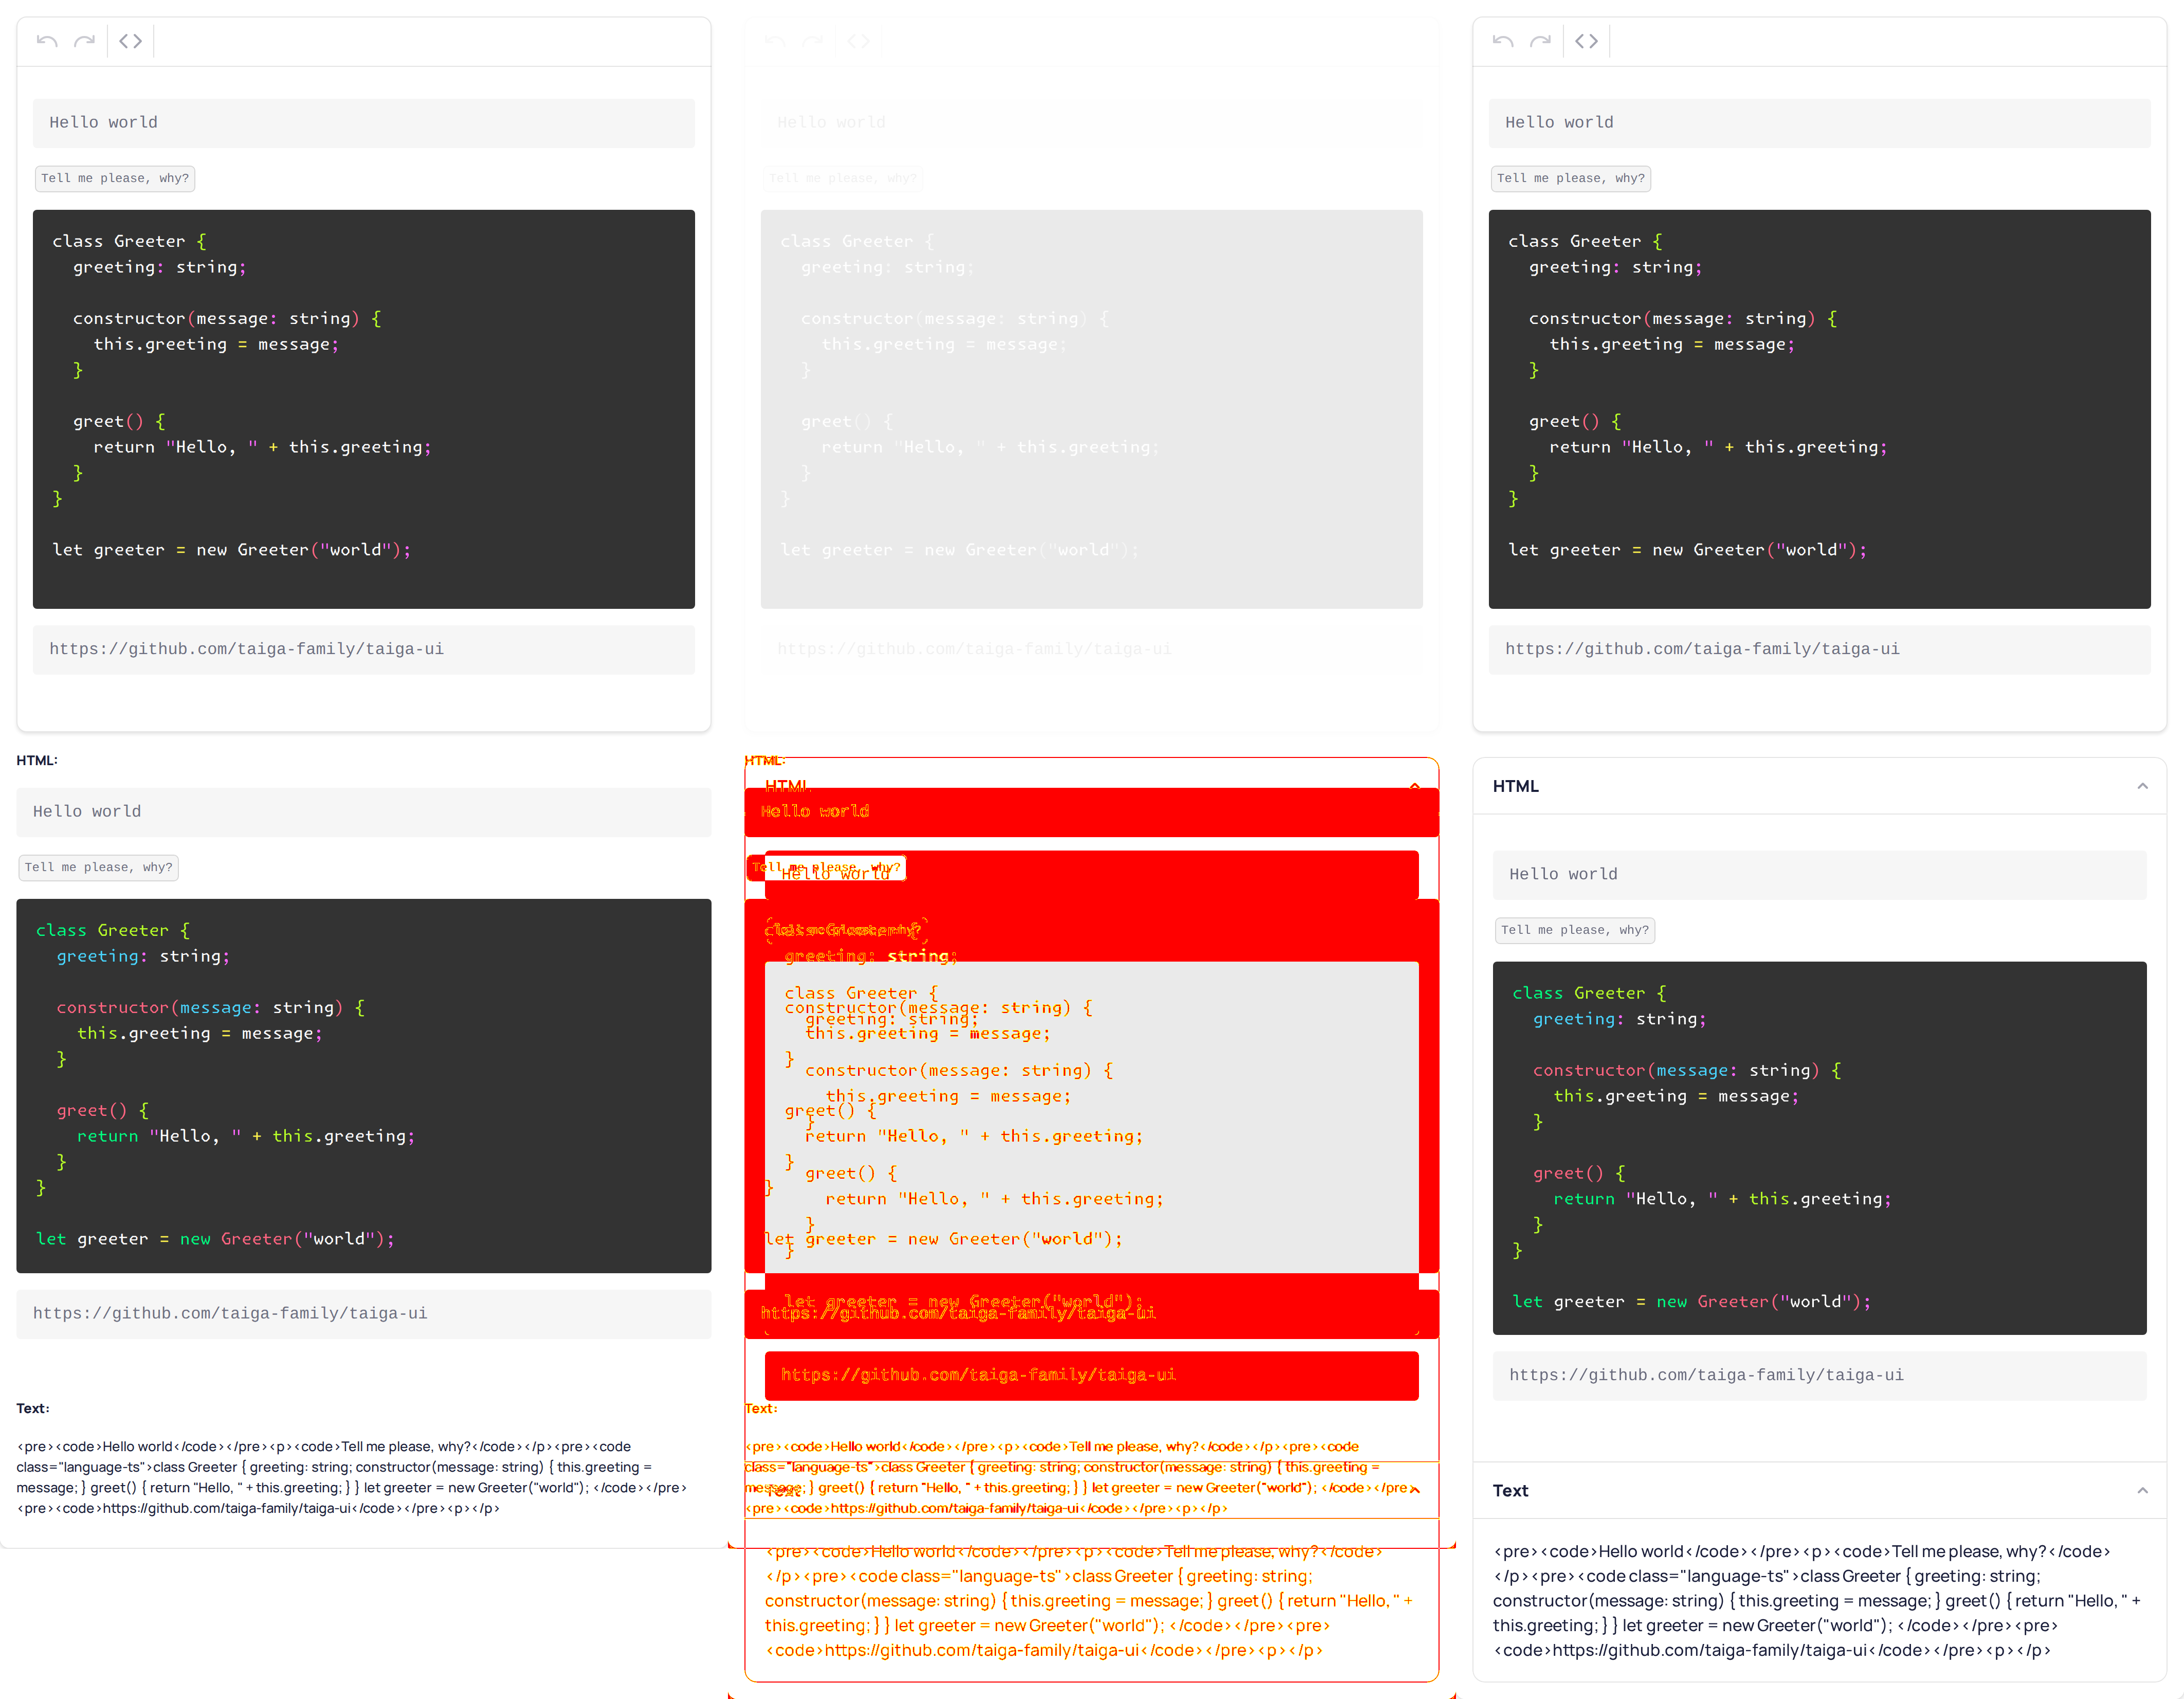 Hello world
Tell me please, why?
class Greeter {
  greeting: string;
  constructor(message: string) {
    this.greeting = message;
  }
  greet() {
    return "Hello, " + this.greeting;
  }
}
let greeter = new Greeter("world");
https://github.com/taiga-family/taiga-ui
HTML:
Hello world
Tell me please, why?
class Greeter {
  greeting: string;
  constructor(message: string) {
    this.greeting = message;
  }
  greet() {
    return "Hello, " + this.greeting;
  }
}
let greeter = new Greeter("world");
https://github.com/taiga-family/taiga-ui
Text:
<pre><code>Hello world</code></pre><p><code>Tell me please, why?</code></p><pre><code
class="language-ts">class Greeter { greeting: string; constructor(message: string) { this.greeting =
message; } greet() { return "Hello, " + this.greeting; } } let greeter = new Greeter("world"); </code></pre>
<pre><code>https://github.com/taiga-family/taiga-ui</code></pre><p></p>
Hello world
Tell me please, why?
class Greeter {
  greeting: string;
  constructor(message: string) {
    this.greeting = message;
  }
  greet() {
    return "Hello, " + this.greeting;
  }
}
let greeter = new Greeter("world");
https://github.com/taiga-family/taiga-ui
HTML:
HTML
Hello world
Tell me please, why?
Hello world
greeting: string;
class Greeter {
constructor(message: string) {
greeting: string;
this.greeting = message;
}
constructor(message: string) {
this.greeting = message;
greet() {
}
return "Hello, " + this.greeting;
}
greet() {
}
return "Hello, " + this.greeting;
}
let greeter = new Greeter("world");
}
let greeter = new Greeter("world");
https://github.com/taiga-family/taiga-ui
https://github.com/taiga-family/taiga-ui
Text:
<pre><code>Hello world</code></pre><p><code>Tell me please, why?</code></p><pre><code
class="language-ts">class Greeter { greeting: string; constructor(message: string) { this.greeting =
message; } greet() { return "Hello, " + this.greeting; } } let greeter = new Greeter("world"); </code></pre>
Text
<pre><code>https://github.com/taiga-family/taiga-ui</code></pre><p></p>
<pre><code>Hello world</code></pre><p><code>Tell me please, why?</code>
</p><pre><code class="language-ts">class Greeter { greeting: string;
constructor(message: string) { this.greeting = message; } greet() { return "Hello, " +
this.greeting; } } let greeter = new Greeter("world"); </code></pre><pre>
<code>https://github.com/taiga-family/taiga-ui</code></pre><p></p>
Hello world
Tell me please, why?
class Greeter {
  greeting: string;
  constructor(message: string) {
    this.greeting = message;
  }
  greet() {
    return "Hello, " + this.greeting;
  }
}
let greeter = new Greeter("world");
https://github.com/taiga-family/taiga-ui
HTML
Hello world
Tell me please, why?
class Greeter {
  greeting: string;
  constructor(message: string) {
    this.greeting = message;
  }
  greet() {
    return "Hello, " + this.greeting;
  }
}
let greeter = new Greeter("world");
https://github.com/taiga-family/taiga-ui
Text
<pre><code>Hello world</code></pre><p><code>Tell me please, why?</code>
</p><pre><code class="language-ts">class Greeter { greeting: string;
constructor(message: string) { this.greeting = message; } greet() { return "Hello, " +
this.greeting; } } let greeter = new Greeter("world"); </code></pre><pre>
<code>https://github.com/taiga-family/taiga-ui</code></pre><p></p>